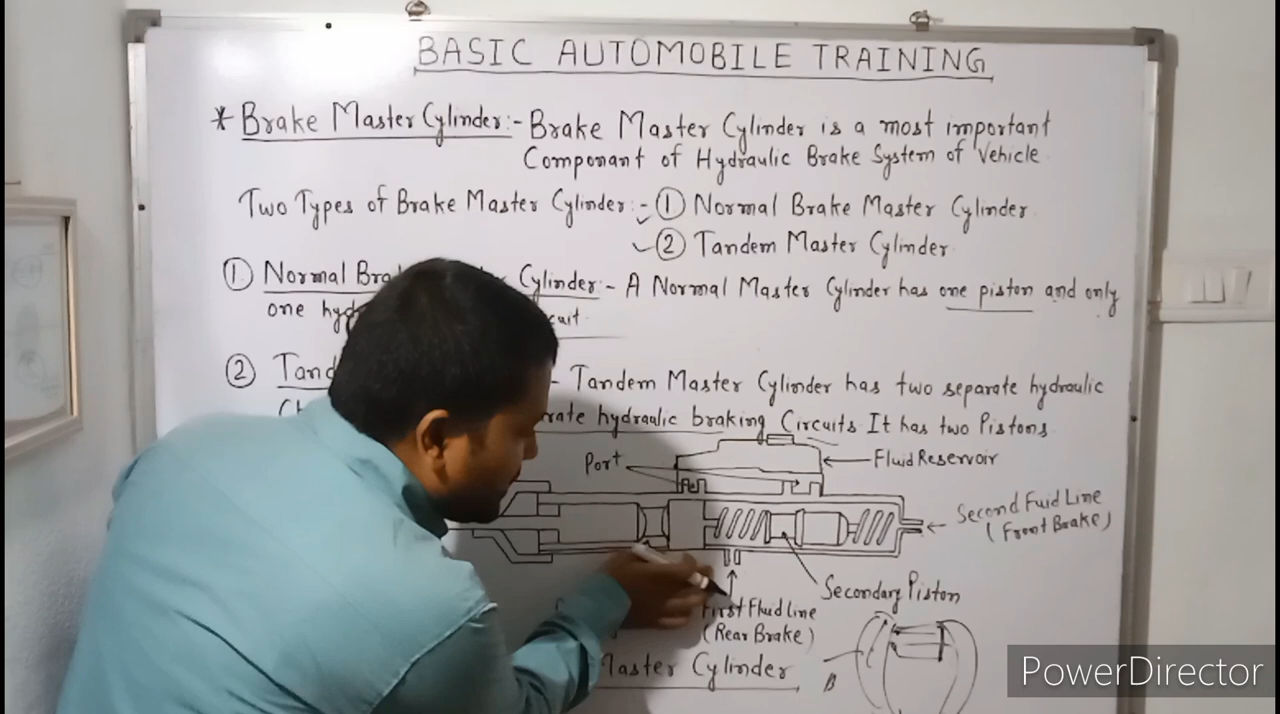 BASIC AUTOMOBILE TRAINING
* Brake Master Cylinder:- Brake Master Cylinder is a most important
Componant of Hydraulic Brake System of Vehicle
Two Types of Brake Master Cylinder:- ① Normal Brake Master Cylinder
② Tandem Master Cylinder
① Normal Cylinder:- A Normal Master Cylinder has one piston and only
one
② - Tandem Master Cylinder has two separate hydraulic
hydraulic braking Circuits It has two Pistons
Port
Fluid Reservoir
Second Fuid Line
(Front Brake)
Secondary Piston
First Fluid line
(Rear Brake)
Master Cylinder
B
PowerDirector